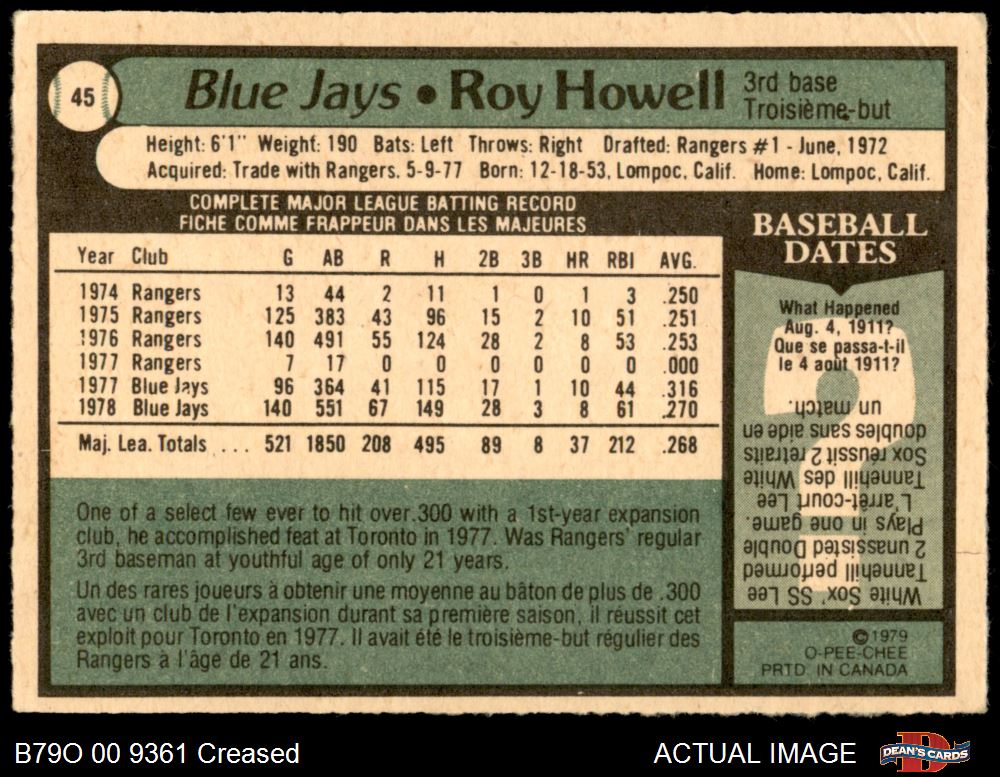 45
Blue Jays • Roy Howell
3rd base
Troisième-but
Height: 6'1" Weight: 190 Bats: Left Throws: Right Drafted: Rangers #1 - June, 1972
Acquired: Trade with Rangers. 5-9-77 Born: 12-18-53, Lompoc, Calif. Home: Lompoc, Calif.
COMPLETE MAJOR LEAGUE BATTING RECORD
FICHE COMME FRAPPEUR DANS LES MAJEURES
Year Club G AB R H 2B 3B HR RBI AVG.
1974 Rangers 13 44 2 11 1 0 1 3 .250
1975 Rangers 125 383 43 96 15 2 10 51 .251
1976 Rangers 140 491 55 124 28 2 8 53 .253
1977 Rangers 7 17 0 0 0 0 0 0 .000
1977 Blue Jays 96 364 41 115 17 1 10 44 .316
1978 Blue Jays 140 551 67 149 28 3 8 61 .270
Maj. Lea. Totals ... 521 1850 208 495 89 8 37 212 .268
One of a select few ever to hit over .300 with a 1st-year expansion
club, he accomplished feat at Toronto in 1977. Was Rangers' regular
3rd baseman at youthful age of only 21 years.
Un des rares joueurs à obtenir une moyenne au bâton de plus de .300
avec un club de l'expansion durant sa première saison, il réussit cet
exploit pour Toronto en 1977. Il avait été le troisième-but régulier des
Rangers à l'âge de 21 ans.
BASEBALL
DATES
What Happened
Aug. 4, 1911?
Que se passa-t-il
le 4 août 1911?
White Sox' SS Lee
Tannehill performed
2 unassisted Double
Plays in one game.
L'arrêt-court Lee
Tannehill des White
Sox réussit 2 retraits
doubles sans aide en
un match.
©1979
O-PEE-CHEE
PRTD. IN CANADA
B79O 00 9361 Creased
ACTUAL IMAGE
DEAN'S CARDS